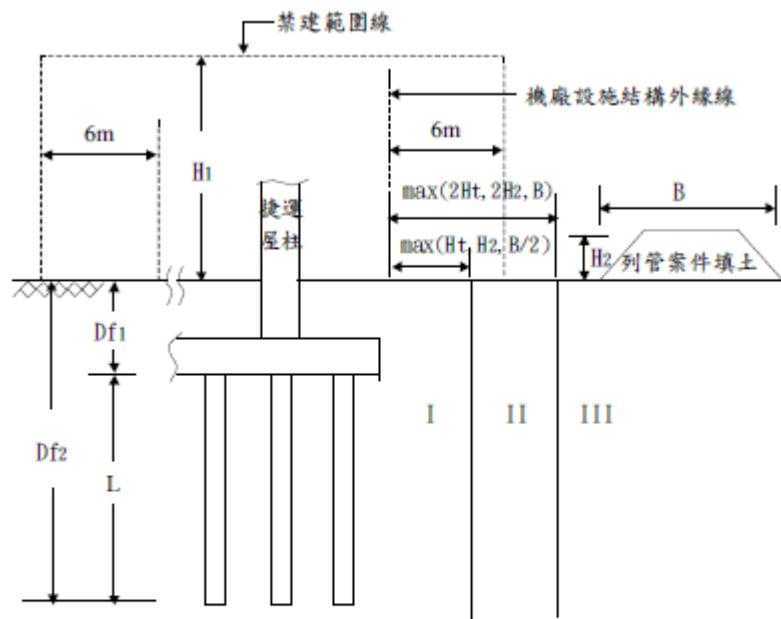 禁建範圍線
機廠設施結構外緣線
6m
6m
H1
max(2Ht,2H2,B)
B
捷運
屋柱
max(Ht,H2,B/2)
H2
列管案件填土
Df1
I
II
III
Df2
L